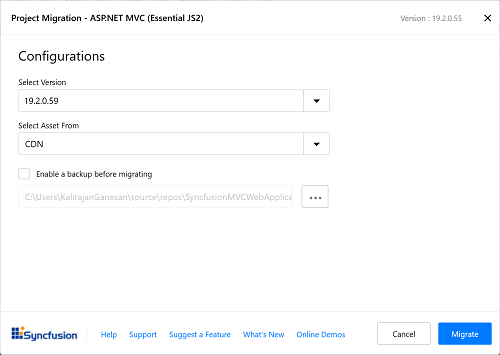 Project Migration - ASP.NET MVC (Essential JS2)
Version : 19.2.0.55
Configurations
Select Version
19.2.0.59
Select Asset From
CDN
Enable a backup before migrating
C:\Users\KalirajanGanesan\source\repos\SyncfusionMVCWebApplica
...
Syncfusion
Help
Support
Suggest a Feature
What's New
Online Demos
Cancel
Migrate